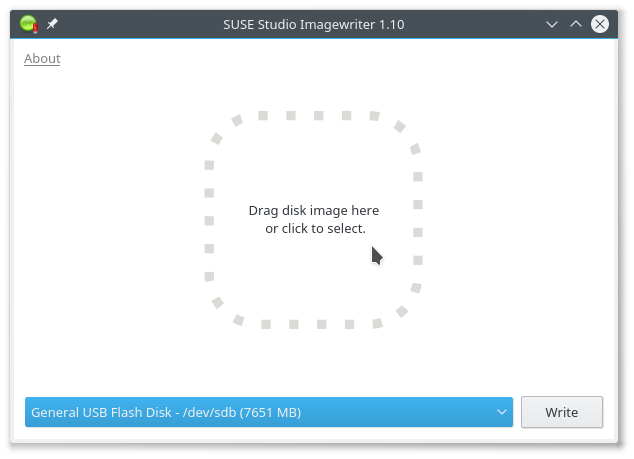 SUSE Studio Imagewriter 1.10
About
Drag disk image here
or click to select.
General USB Flash Disk - /dev/sdb (7651 MB)
Write